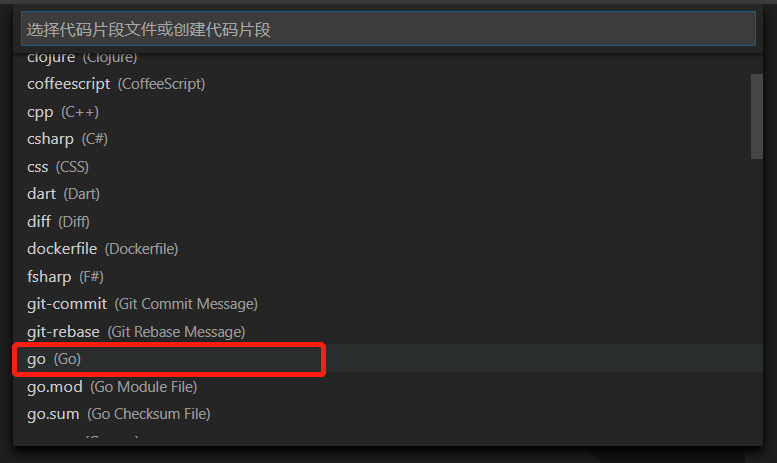 选择代码片段文件或创建代码片段
clojure (Clojure)
coffeescript (CoffeeScript)
cpp (C++)
csharp (C#)
css (CSS)
dart (Dart)
diff (Diff)
dockerfile (Dockerfile)
fsharp (F#)
git-commit (Git Commit Message)
git-rebase (Git Rebase Message)
go (Go)
go.mod (Go Module File)
go.sum (Go Checksum File)